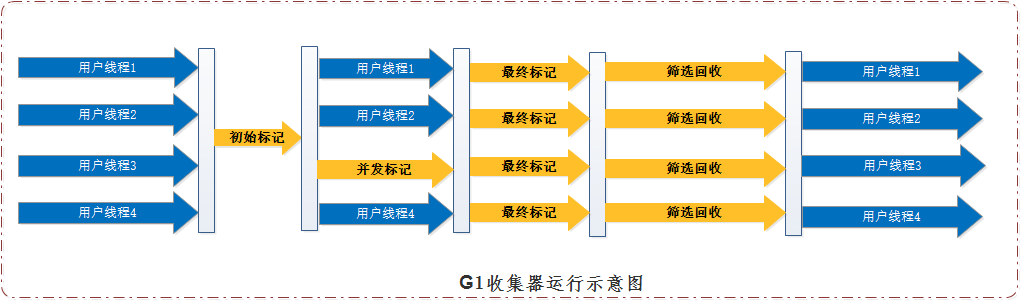 用户线程1
用户线程2
用户线程3
用户线程4
初始标记
用户线程1
用户线程2
并发标记
用户线程4
最终标记
最终标记
最终标记
最终标记
筛选回收
筛选回收
筛选回收
筛选回收
用户线程1
用户线程2
用户线程3
用户线程4
G1收集器运行示意图